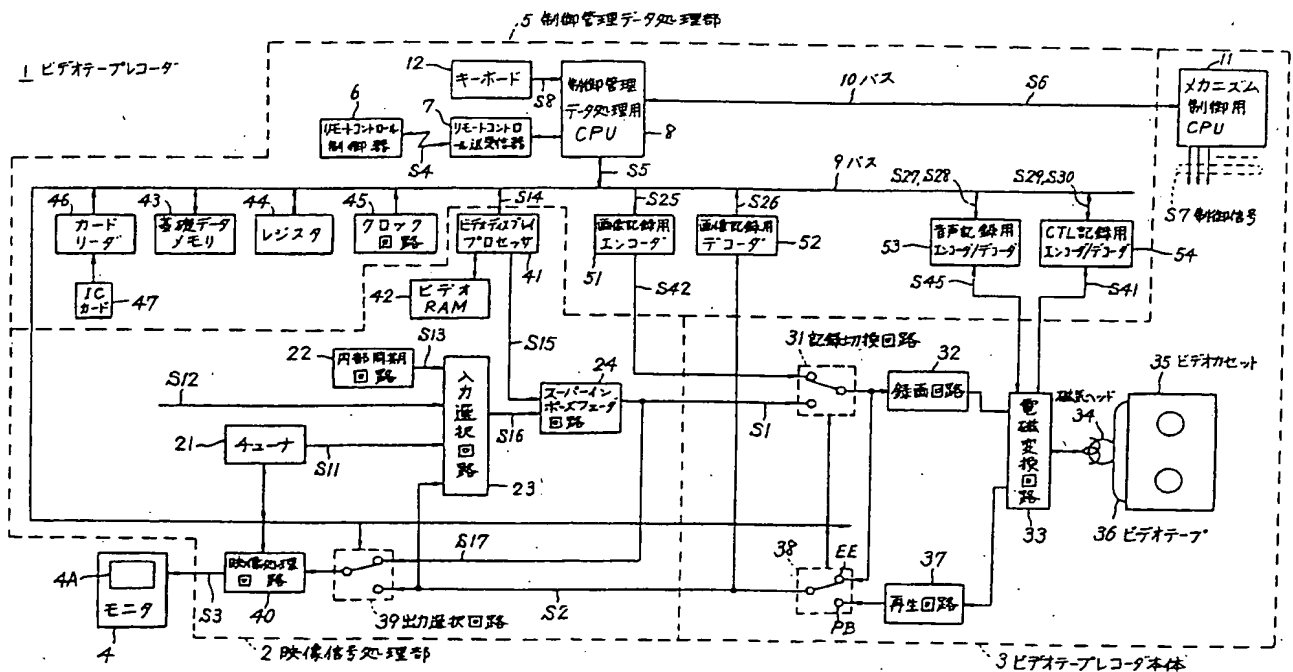 5 制御管理データ処理部
1 ビデオテープレコーダ
12
キーボード
S8
制御管理
データ処理用
CPU
8
10 バス
S6
11
メカニズム
制御用
CPU
6
リモートコントロール
制御器
S4
7
リモートコントロ
ール送受信器
S5
9 バス
S7 制御信号
46
カード
リーダ
43
基礎データ
メモリ
44
レジスタ
45
クロック
回路
S14
ビデオディスプレイ
プロセッサ
41
S25
画像記録用
エンコーダ
51
S26
画像記録用
デコーダ
52
S27,S28
音声記録用
エンコーダ/デコーダ
53
S29,S30
CTL記録用
エンコーダ/デコーダ
54
ICカード
47
42
ビデオ
RAM
S42
S45
S41
S15
22
内部同期
回路
S13
S12
21
チューナ
S11
入力選択回路
23
S16
24
スーパーイン
ポーズフェーダ
回路
31 記録切換回路
S1
32
録画回路
電磁変換回路
33
磁気ヘッド
34
35 ビデオカセット
36 ビデオテープ
4A
モニタ
4
S3
映像処理
回路
40
39 出力選択回路
S17
S2
38
EE
PB
37
再生回路
2 映像信号処理部
3 ビデオテープレコーダ本体